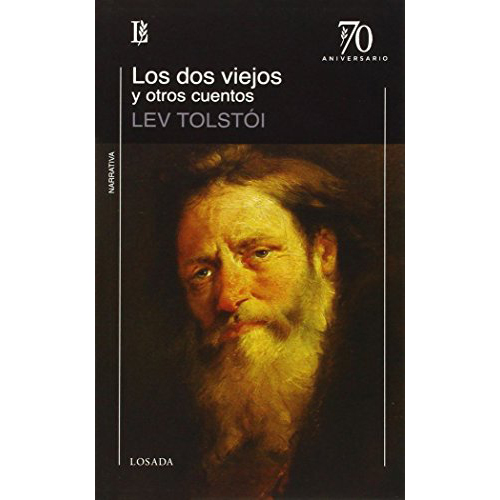 70
ANIVERSARIO
Los dos viejos
y otros cuentos
LEV TOLSTÓI
NARRATIVA
LOSADA